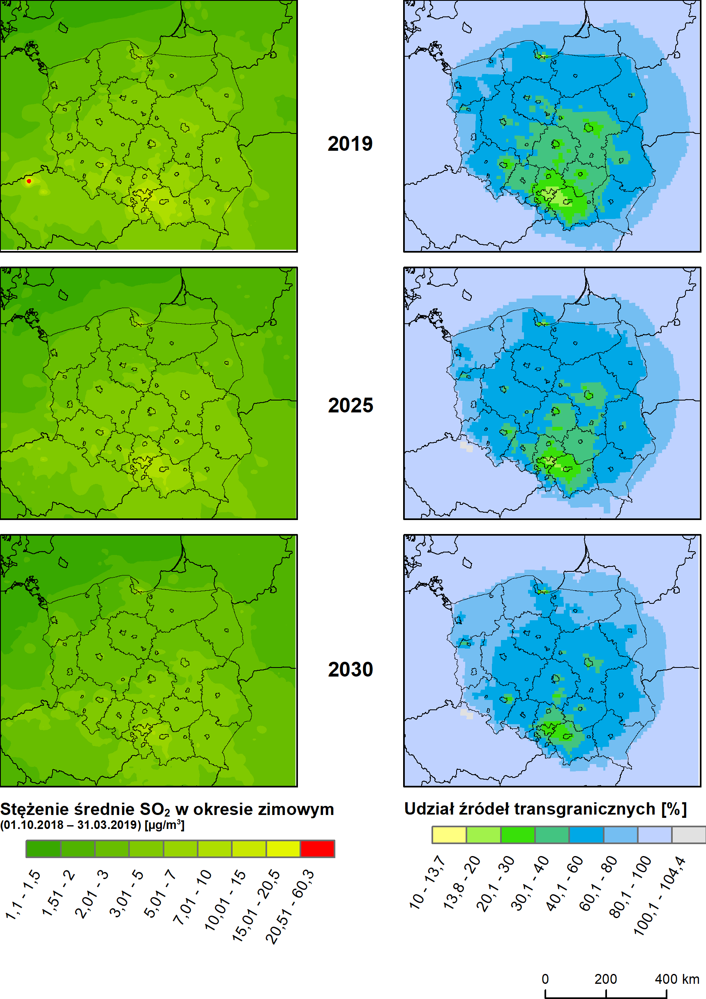 2019
2025
2030
Stężenie średnie SO₂ w okresie zimowym
(01.10.2018 – 31.03.2019) [µg/m³]
1,1 - 1,5
1,51 - 2
2,01 - 3
3,01 - 5
5,01 - 7
7,01 - 10
10,01 - 15
15,01 - 20,5
20,51 - 60,3
Udział źródeł transgranicznych [%]
10 - 13,7
13,8 - 20
20,1 - 30
30,1 - 40
40,1 - 60
60,1 - 80
80,1 - 100
100,1 - 104,4
0 200 400 km